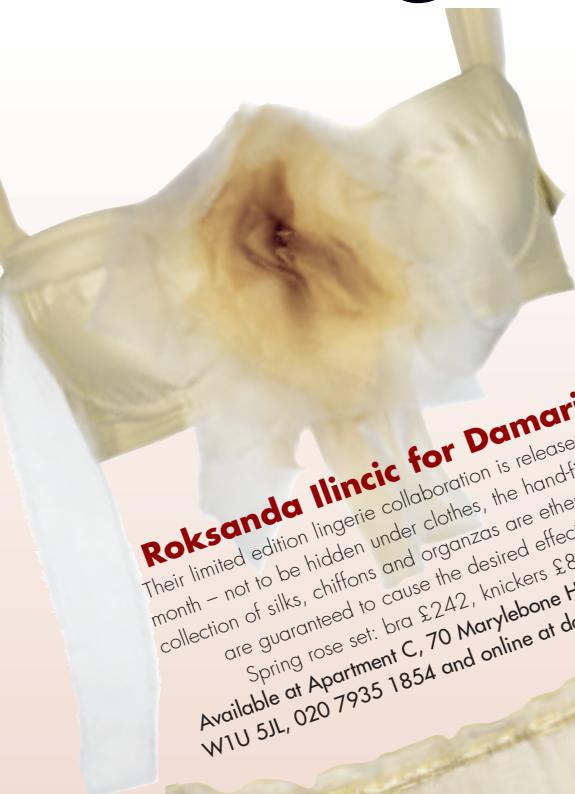 Roksanda Ilincic for Damari
Their limited edition lingerie collaboration is release
month – not to be hidden under clothes, the hand-fi
collection of silks, chiffons and organzas are ethe
are guaranteed to cause the desired effec
Spring rose set: bra £242, knickers £8
Available at Apartment C, 70 Marylebone H
W1U 5JL, 020 7935 1854 and online at da